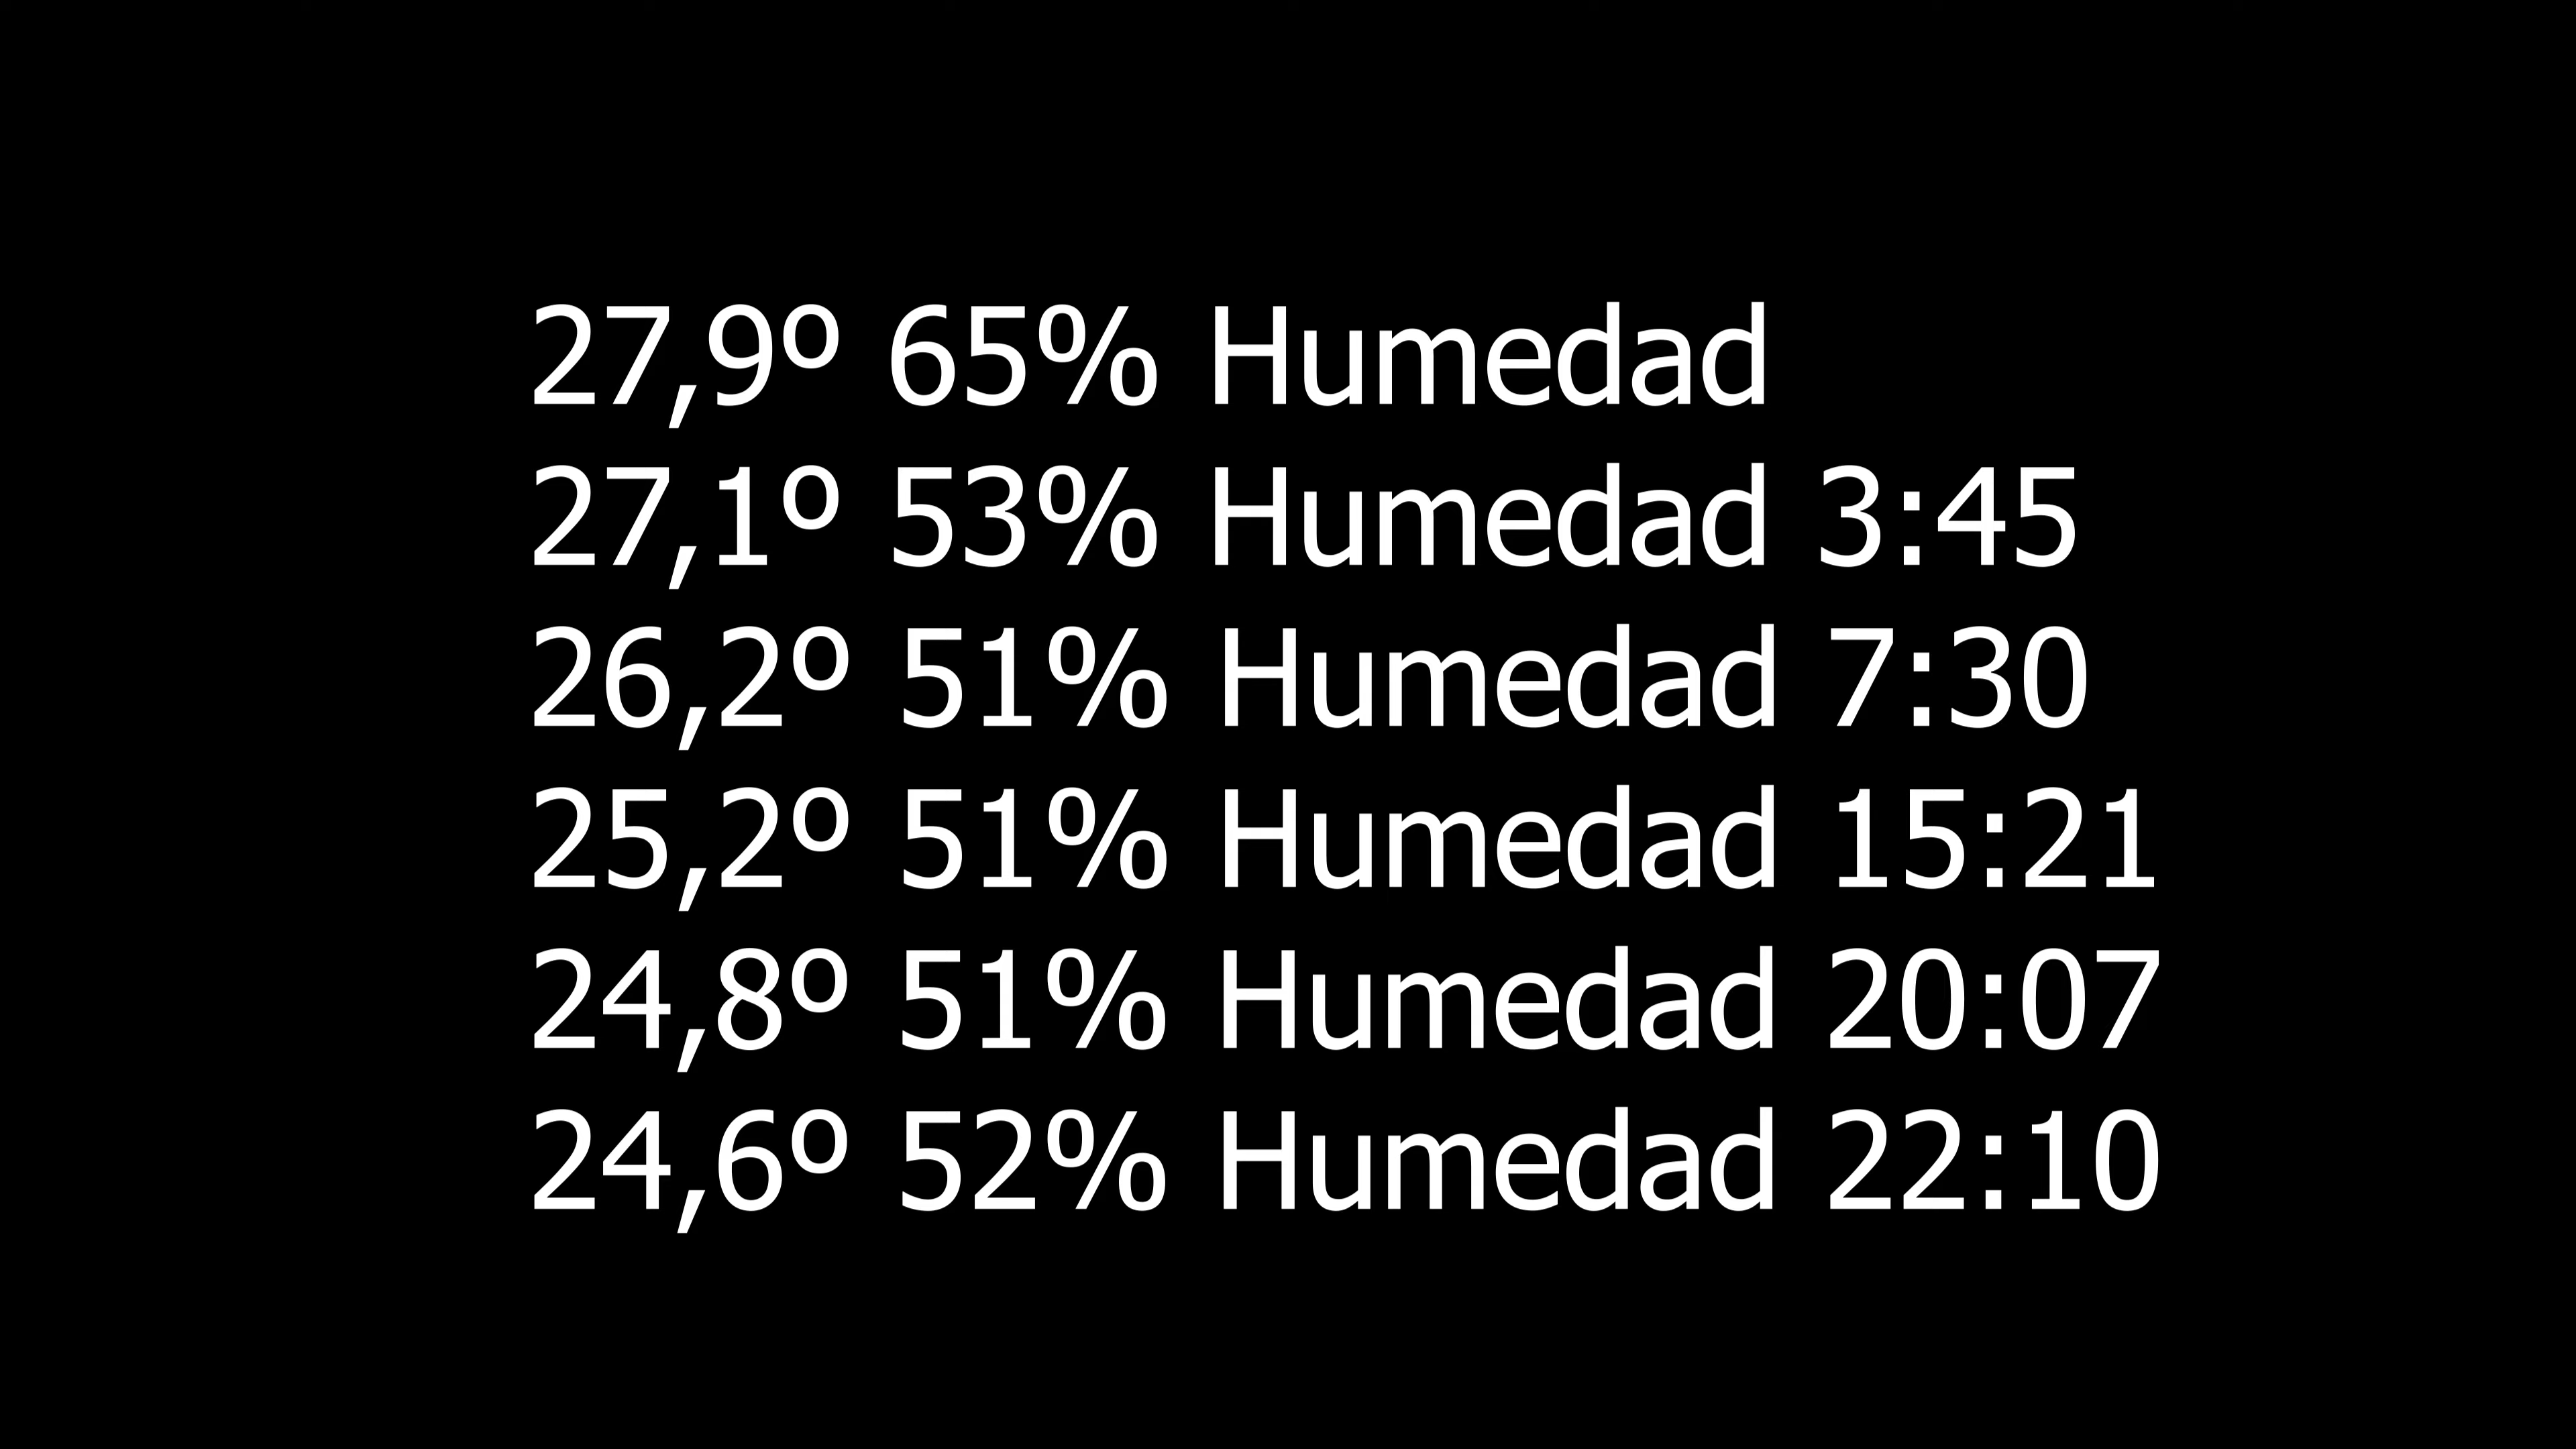 27,9º 65% Humedad
27,1º 53% Humedad 3:45
26,2º 51% Humedad 7:30
25,2º 51% Humedad 15:21
24,8º 51% Humedad 20:07
24,6º 52% Humedad 22:10